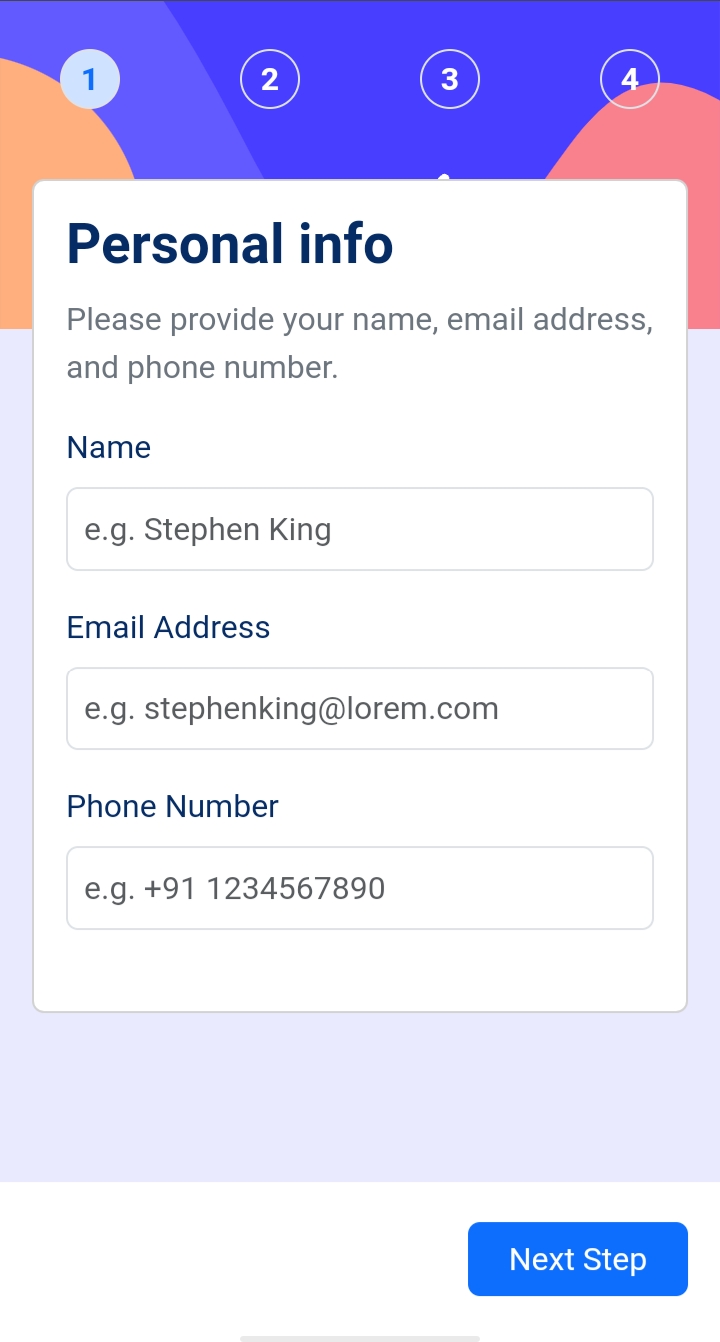 1 2 3 4
Personal info
Please provide your name, email address,
and phone number.
Name
e.g. Stephen King
Email Address
e.g. stephenking@lorem.com
Phone Number
e.g. +91 1234567890
Next Step